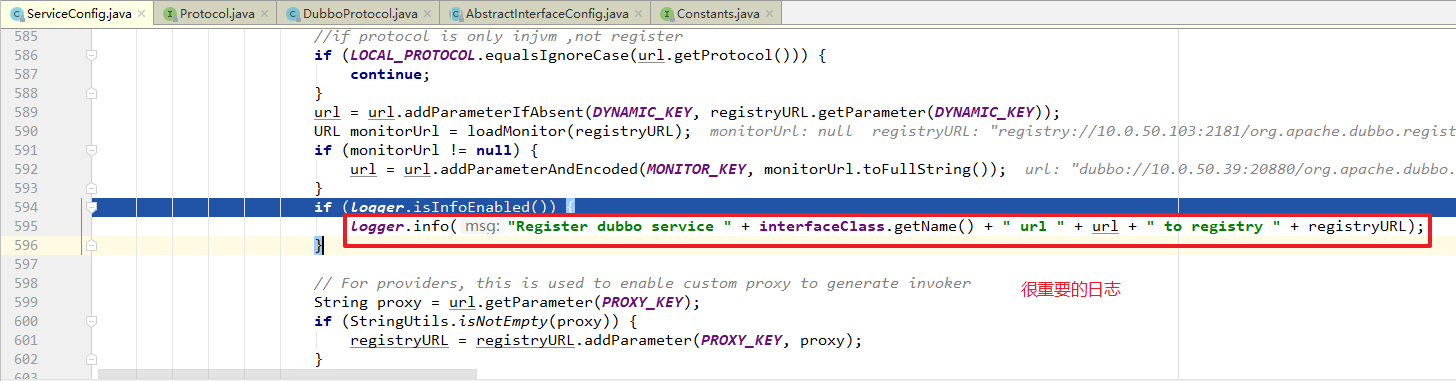 ServiceConfig.java × Protocol.java × DubboProtocol.java × AbstractInterfaceConfig.java × Constants.java ×
585 //if protocol is only injvm ,not register
586 if (LOCAL_PROTOCOL.equalsIgnoreCase(url.getProtocol())) {
587 continue;
588 }
589 url = url.addParameterIfAbsent(DYNAMIC_KEY, registryURL.getParameter(DYNAMIC_KEY));
590 URL monitorUrl = loadMonitor(registryURL); monitorUrl: null registryURL: "registry://10.0.50.103:2181/org.apache.dubbo.regist
591 if (monitorUrl != null) {
592 url = url.addParameterAndEncoded(MONITOR_KEY, monitorUrl.toFullString()); url: "dubbo://10.0.50.39:20880/org.apache.dubbo.
593 }
594 if (logger.isInfoEnabled()) {
595 logger.info( msg: "Register dubbo service " + interfaceClass.getName() + " url " + url + " to registry " + registryURL);
596 }
597
598 // For providers, this is used to enable custom proxy to generate invoker
很重要的日志
599 String proxy = url.getParameter(PROXY_KEY);
600 if (StringUtils.isNotEmpty(proxy)) {
601 registryURL = registryURL.addParameter(PROXY_KEY, proxy);
602 }
603